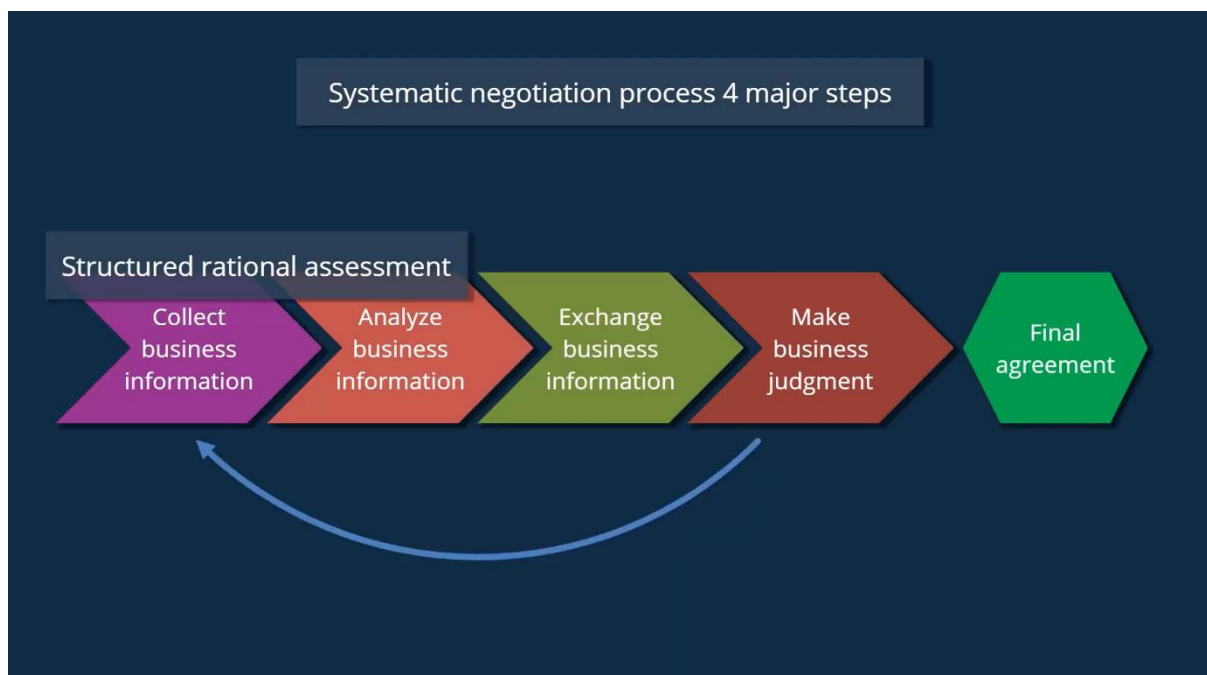 Systematic negotiation process 4 major steps
Structured rational assessment
Collect
business
information
Analyze
business
information
Exchange
business
information
Make
business
judgment
Final
agreement